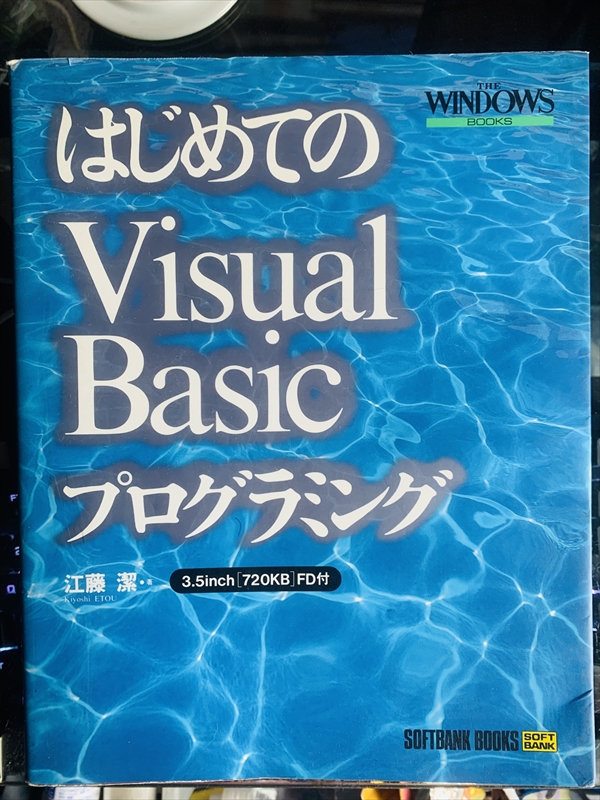 THE
WINDOWS
BOOKS
はじめての
Visual
Basic
プログラミング
江藤 潔・著
Kiyoshi ETOU
3.5inch[720KB]FD付
SOFTBANK BOOKS
SOFT
BANK